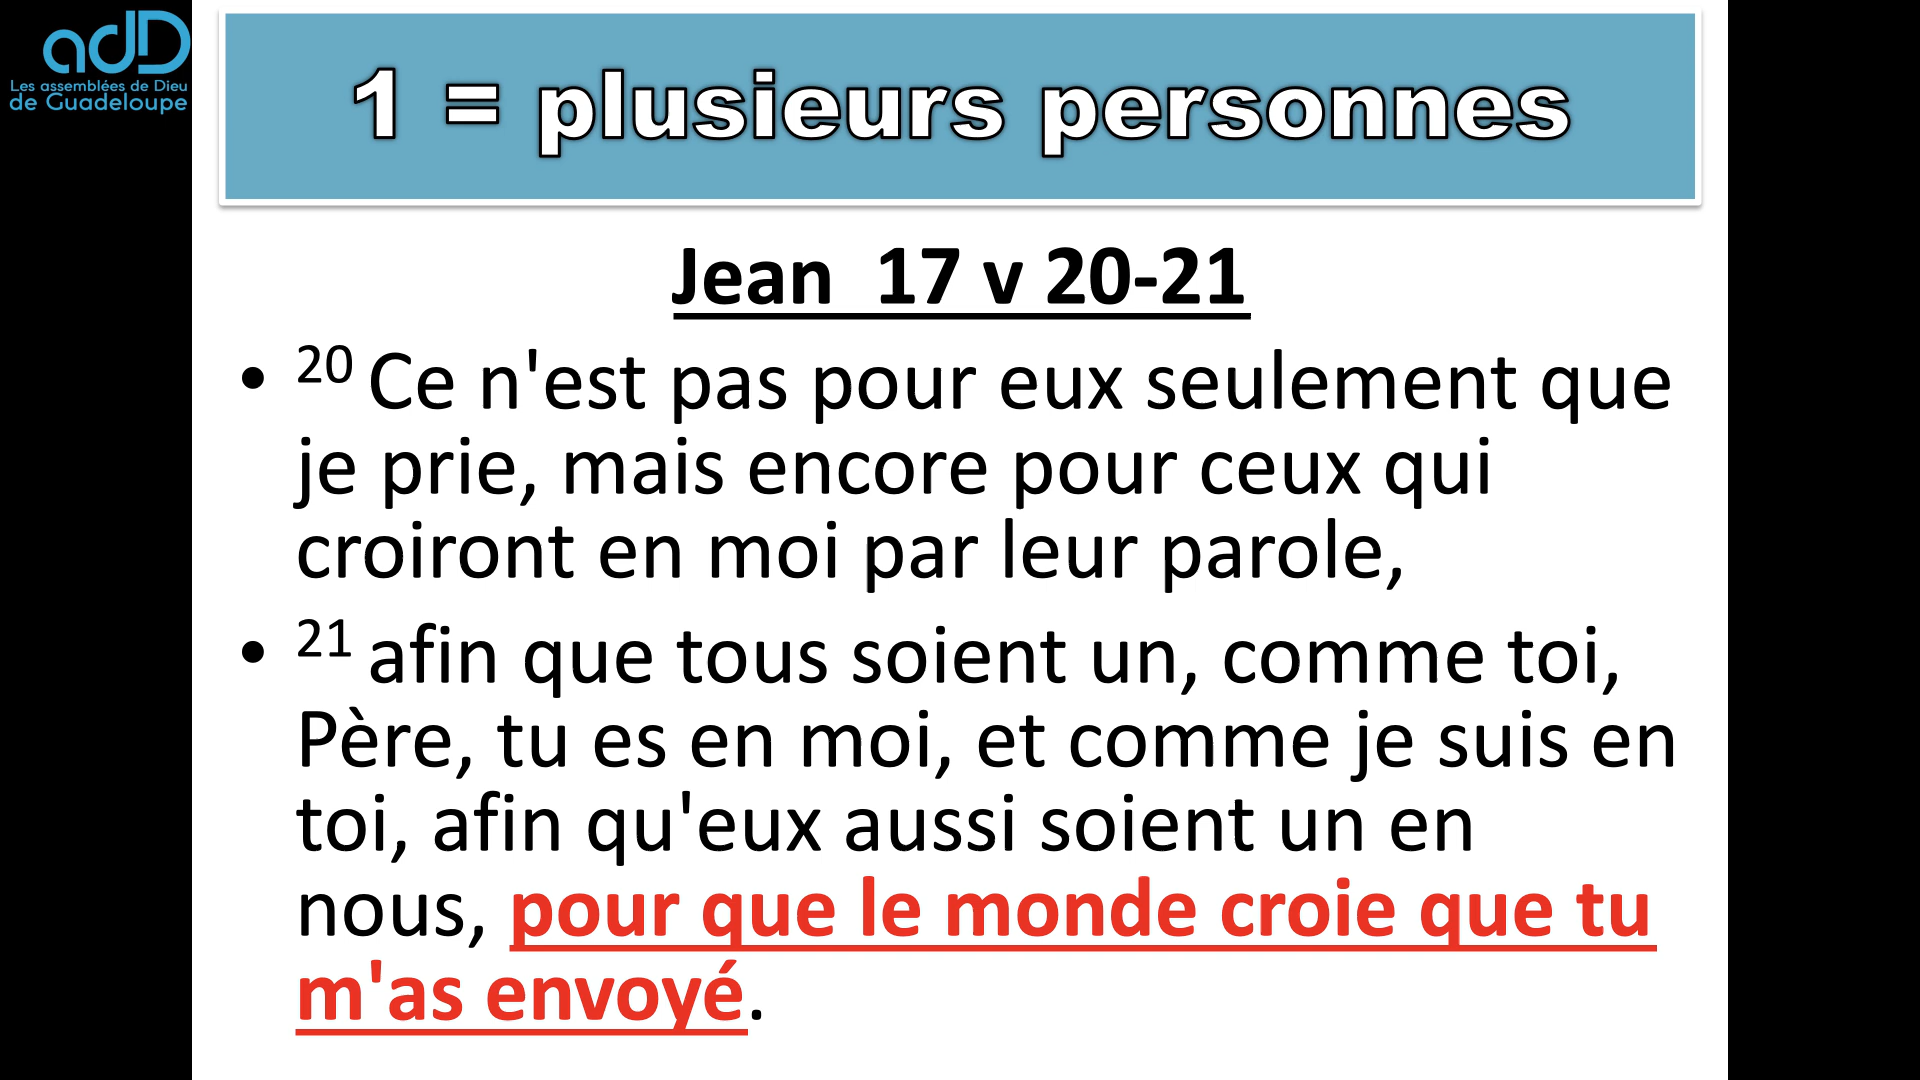 adD
Les assemblées de Dieu
de Guadeloupe
1 = plusieurs personnes
Jean 17 v 20-21
• 20 Ce n'est pas pour eux seulement que
je prie, mais encore pour ceux qui
croiront en moi par leur parole,
• 21 afin que tous soient un, comme toi,
Père, tu es en moi, et comme je suis en
toi, afin qu'eux aussi soient un en
nous, pour que le monde croie que tu
m'as envoyé.